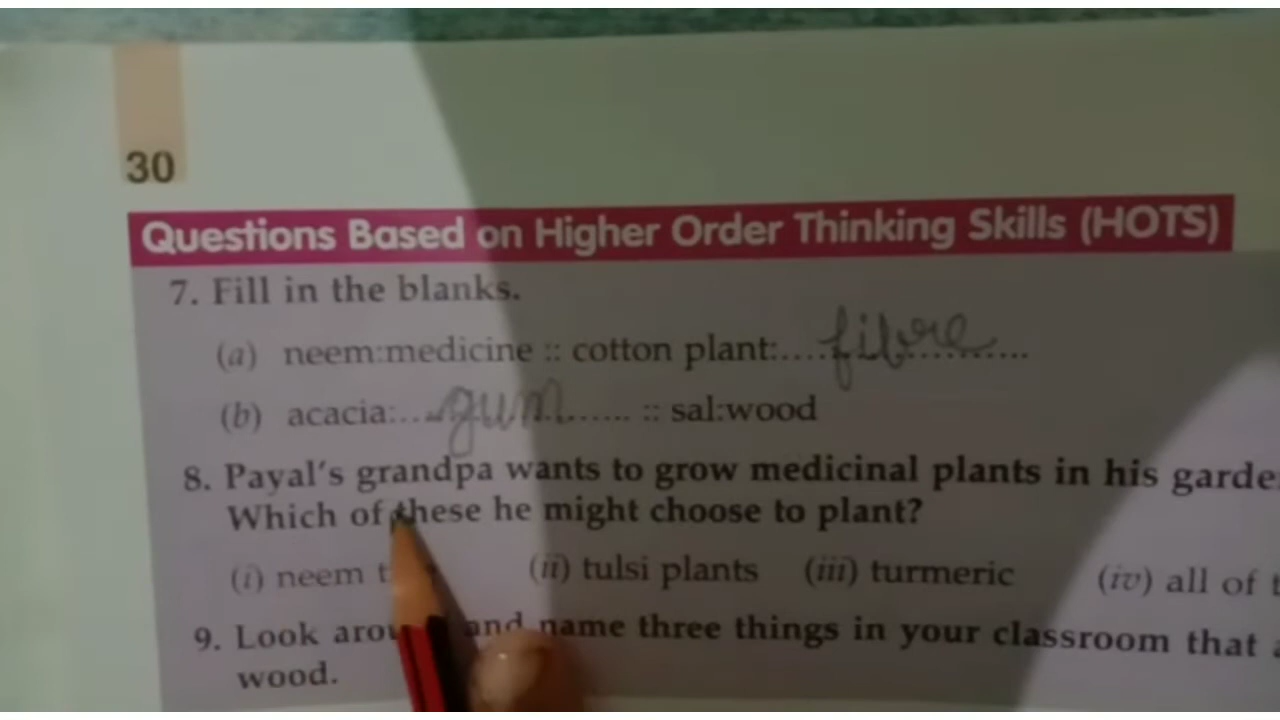 30
Questions Based on Higher Order Thinking Skills (HOTS)
7. Fill in the blanks.
(a) neem:medicine :: cotton plant:....fibre..........
(b) acacia:...gum....... :: sal:wood
8. Payal's grandpa wants to grow medicinal plants in his
Which of these he might choose to plant?
(i) neem (ii) tulsi plants (iii) turmeric (iv) all of
9. Look and name three things in your classroom that
wood.